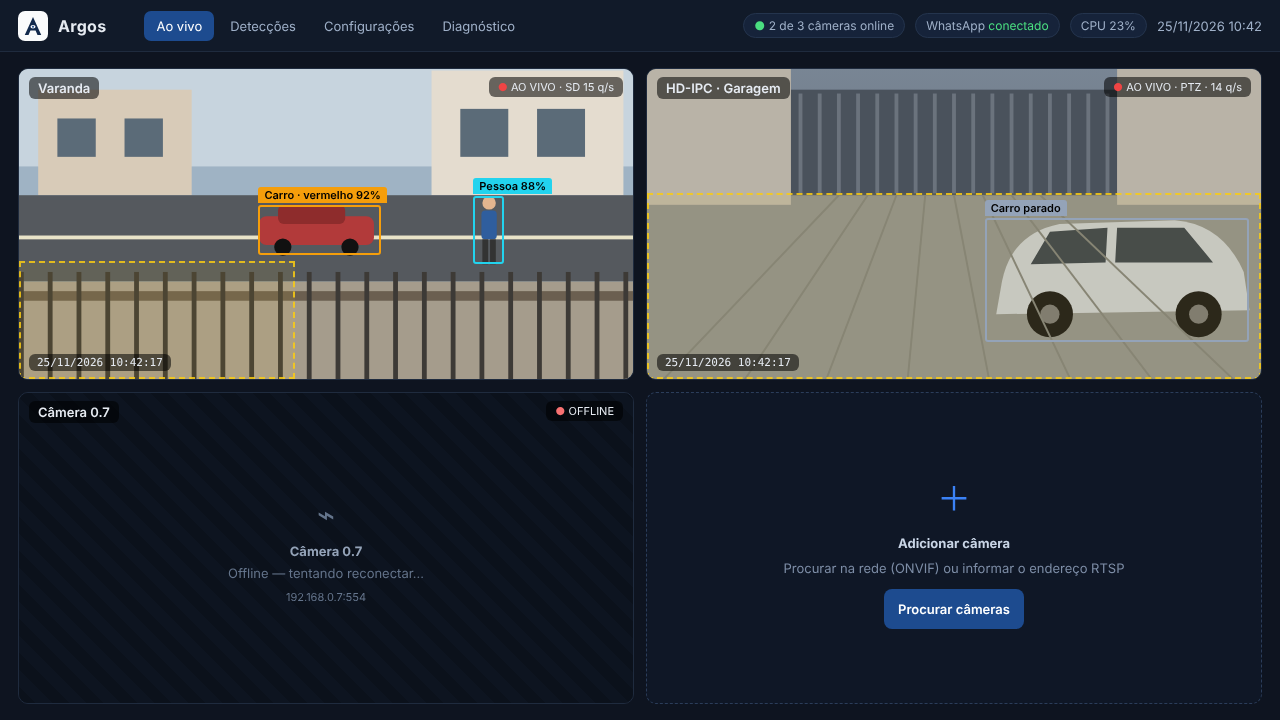 Argos
Ao vivo
Detecções
Configurações
Diagnóstico
2 de 3 câmeras online
WhatsApp conectado
CPU 23%
25/11/2026 10:42
Varanda
AO VIVO · SD 15 q/s
Carro · vermelho 92%
Pessoa 88%
25/11/2026 10:42:17
HD-IPC · Garagem
AO VIVO · PTZ · 14 q/s
Carro parado
25/11/2026 10:42:17
Câmera 0.7
OFFLINE
Câmera 0.7
Offline — tentando reconectar…
192.168.0.7:554
Adicionar câmera
Procurar na rede (ONVIF) ou informar o endereço RTSP
Procurar câmeras